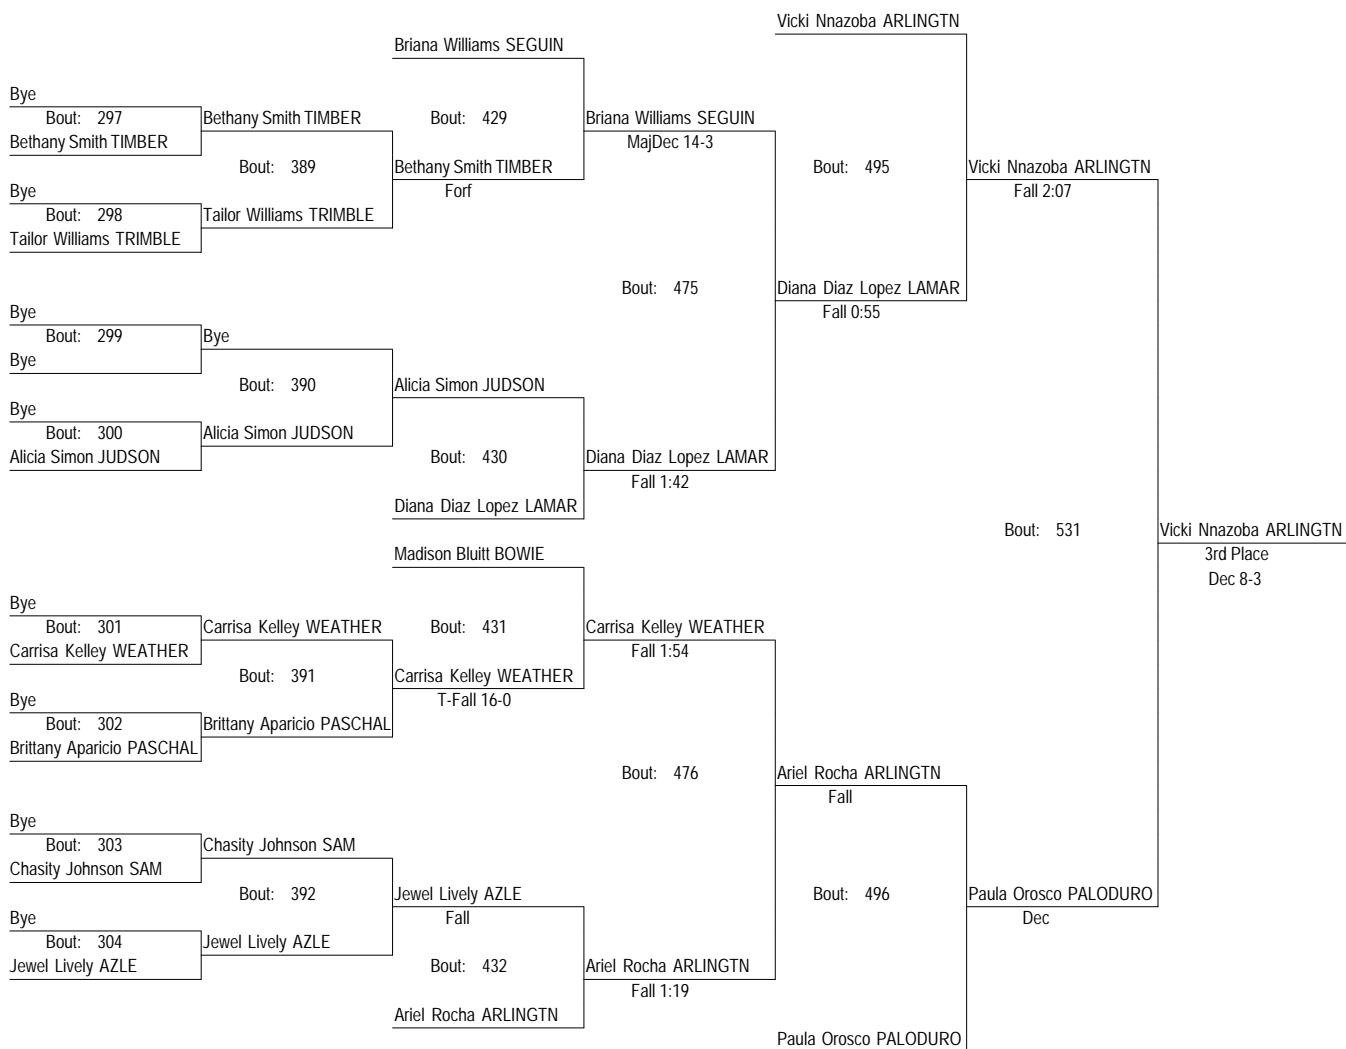 Vicki Nnazoba ARLINGTN
Briana Williams SEGUIN
Bye
Bout: 297
Bethany Smith TIMBER
Bout: 429
Briana Williams SEGUIN
Bethany Smith TIMBER
MajDec 14-3
Bout: 389
Bethany Smith TIMBER
Bout: 495
Vicki Nnazoba ARLINGTN
Bye
Forf
Fall 2:07
Bout: 298
Tailor Williams TRIMBLE
Tailor Williams TRIMBLE
Bout: 475
Diana Diaz Lopez LAMAR
Bye
Fall 0:55
Bout: 299
Bye
Bye
Bout: 390
Alicia Simon JUDSON
Bye
Bout: 300
Alicia Simon JUDSON
Alicia Simon JUDSON
Bout: 430
Diana Diaz Lopez LAMAR
Fall 1:42
Diana Diaz Lopez LAMAR
Bout: 531
Vicki Nnazoba ARLINGTN
Madison Bluitt BOWIE
3rd Place
Dec 8-3
Bye
Bout: 301
Carrisa Kelley WEATHER
Bout: 431
Carrisa Kelley WEATHER
Carrisa Kelley WEATHER
Fall 1:54
Bout: 391
Carrisa Kelley WEATHER
Bye
T-Fall 16-0
Bout: 302
Brittany Aparicio PASCHAL
Brittany Aparicio PASCHAL
Bout: 476
Ariel Rocha ARLINGTN
Fall
Bye
Bout: 303
Chasity Johnson SAM
Chasity Johnson SAM
Bout: 392
Jewel Lively AZLE
Bout: 496
Paula Orosco PALODURO
Bye
Fall
Dec
Bout: 304
Jewel Lively AZLE
Jewel Lively AZLE
Bout: 432
Ariel Rocha ARLINGTN
Fall 1:19
Ariel Rocha ARLINGTN
Paula Orosco PALODURO